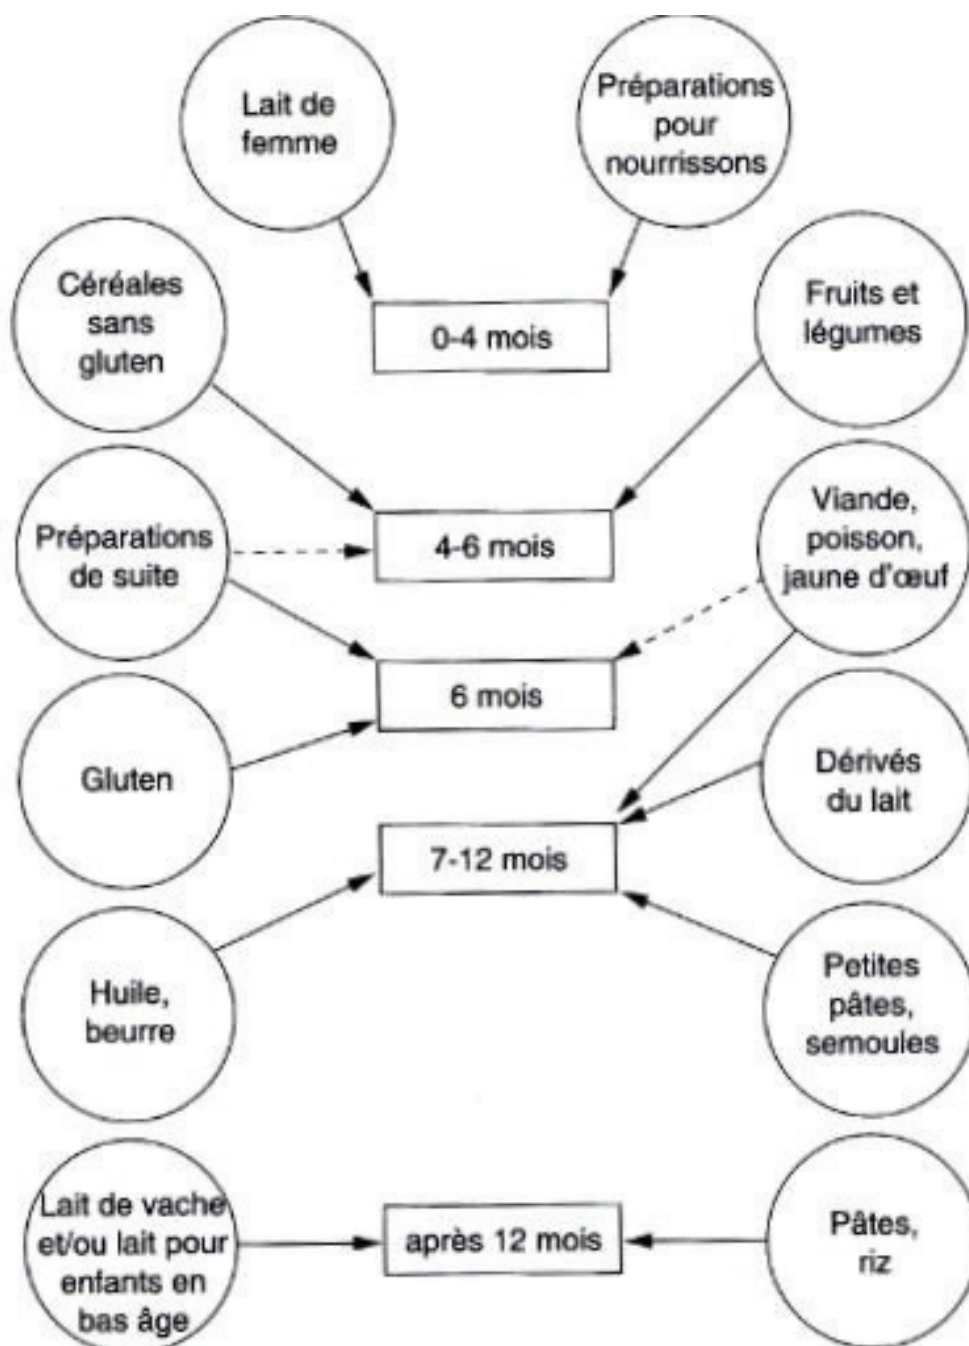 Lait de
femme
Préparations
pour
nourrissons
0-4 mois
Céréales
sans
gluten
Fruits et
légumes
4-6 mois
Préparations
de suite
Viande,
poisson,
jaune d'œuf
6 mois
Gluten
Dérivés
du lait
7-12 mois
Huile,
beurre
Petites
pâtes,
semoules
Lait de vache
et/ou lait pour
enfants en
bas âge
après 12 mois
Pâtes,
riz